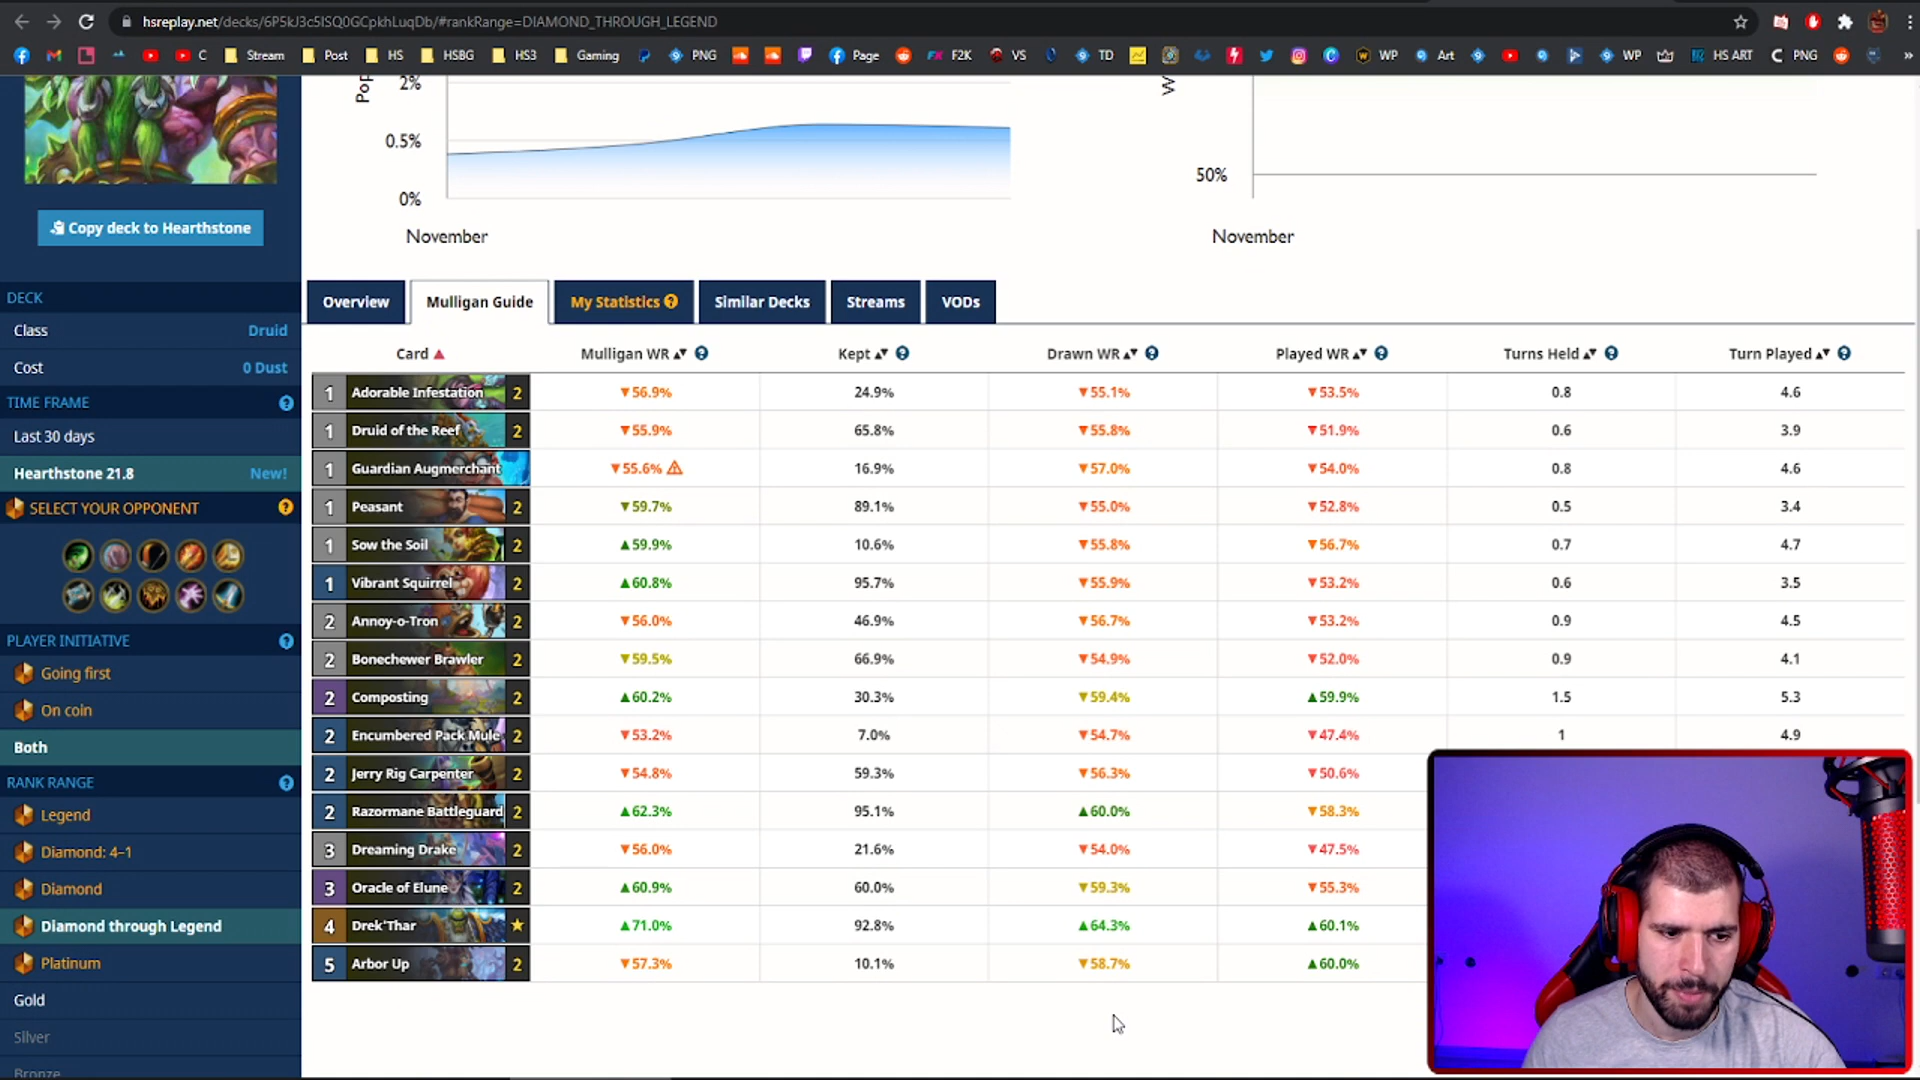 hsreplay.net/decks/6P5kJ3c5ISQ0GCpkhLuqDb/#rankRange=DIAMOND_THROUGH_LEGEND
C Stream Post HS HSBG HS3 Gaming PNG Page F2K VS TD WP Art WP HS ART PNG »
2%
0.5%
0%
November
50%
November
Copy deck to Hearthstone
DECK
Class Druid
Cost 0 Dust
TIME FRAME
Last 30 days
Hearthstone 21.8 New!
SELECT YOUR OPPONENT
PLAYER INITIATIVE
Going first
On coin
Both
RANK RANGE
Legend
Diamond: 4–1
Diamond
Diamond through Legend
Platinum
Gold
Silver
Bronze
Overview Mulligan Guide My Statistics Similar Decks Streams VODs
Card Mulligan WR Kept Drawn WR Played WR Turns Held Turn Played
1 Adorable Infestation 2 ▼56.9% 24.9% ▼55.1% ▼53.5% 0.8 4.6
1 Druid of the Reef 2 ▼55.9% 65.8% ▼55.8% ▼51.9% 0.6 3.9
1 Guardian Augmerchant 2 ▼55.6% 16.9% ▼57.0% ▼54.0% 0.8 4.6
1 Peasant 2 ▼59.7% 89.1% ▼55.0% ▼52.8% 0.5 3.4
1 Sow the Soil 2 ▲59.9% 10.6% ▼55.8% ▼56.7% 0.7 4.7
1 Vibrant Squirrel 2 ▲60.8% 95.7% ▼55.9% ▼53.2% 0.6 3.5
2 Annoy-o-Tron 2 ▼56.0% 46.9% ▼56.7% ▼53.2% 0.9 4.5
2 Bonechewer Brawler 2 ▼59.5% 66.9% ▼54.9% ▼52.0% 0.9 4.1
2 Composting 2 ▲60.2% 30.3% ▼59.4% ▲59.9% 1.5 5.3
2 Encumbered Pack Mule 2 ▼53.2% 7.0% ▼54.7% ▼47.4% 1 4.9
2 Jerry Rig Carpenter 2 ▼54.8% 59.3% ▼56.3% ▼50.6%
2 Razormane Battleguard 2 ▲62.3% 95.1% ▲60.0% ▼58.3%
3 Dreaming Drake 2 ▼56.0% 21.6% ▼54.0% ▼47.5%
3 Oracle of Elune 2 ▲60.9% 60.0% ▼59.3% ▼55.3%
4 Drek'Thar ★ ▲71.0% 92.8% ▲64.3% ▲60.1%
5 Arbor Up 2 ▼57.3% 10.1% ▼58.7% ▲60.0%